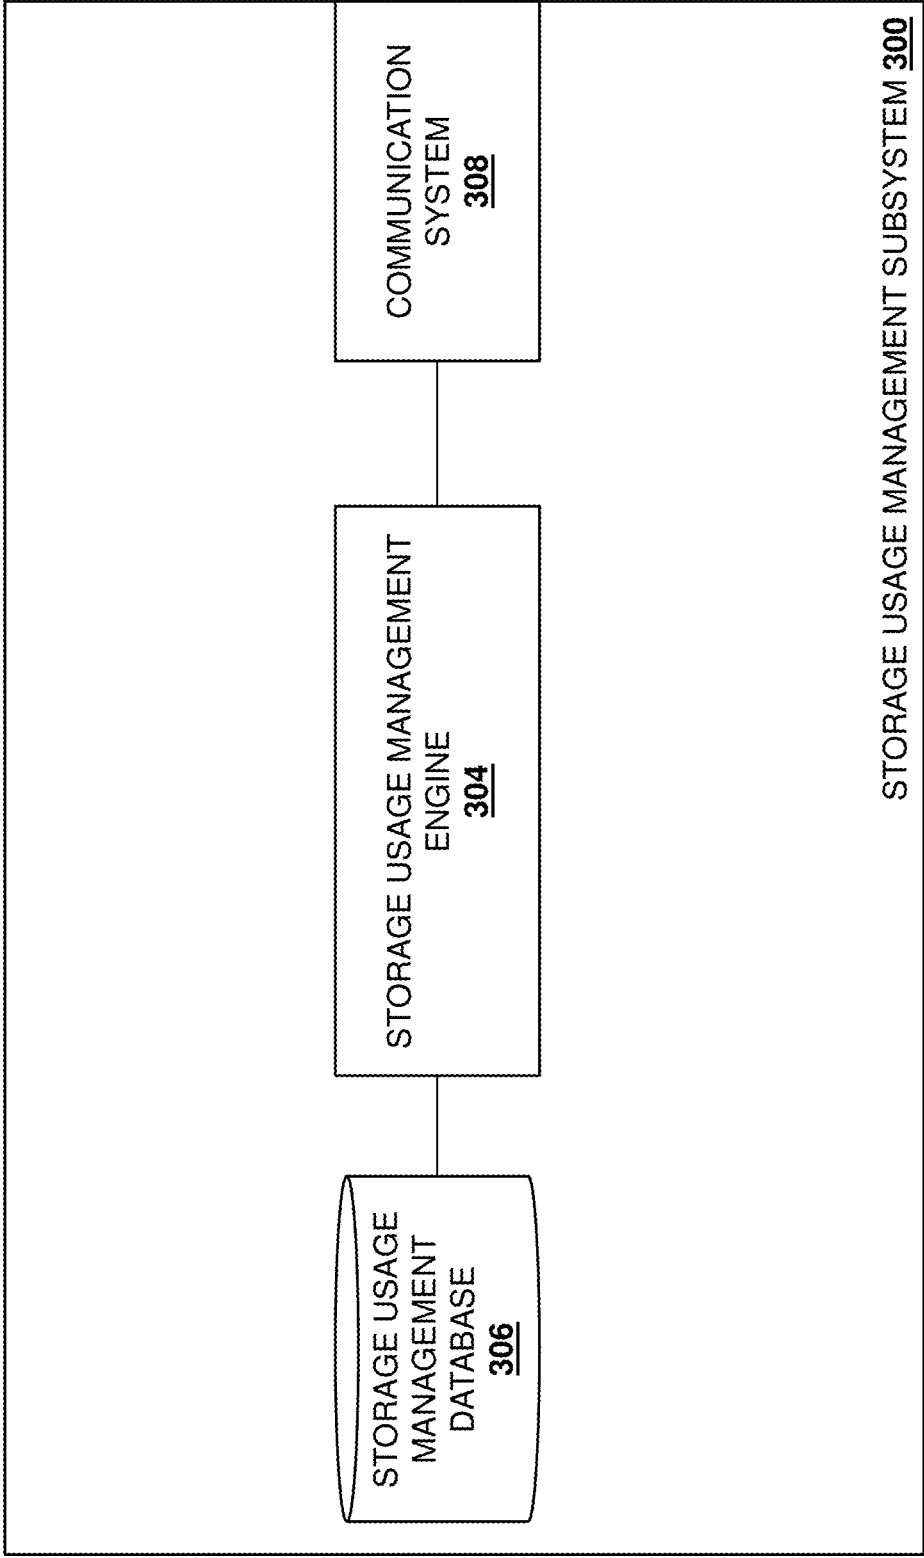 STORAGE USAGE
MANAGEMENT
DATABASE
306
STORAGE USAGE MANAGEMENT
ENGINE
304
COMMUNICATION
SYSTEM
308
STORAGE USAGE MANAGEMENT SUBSYSTEM 300